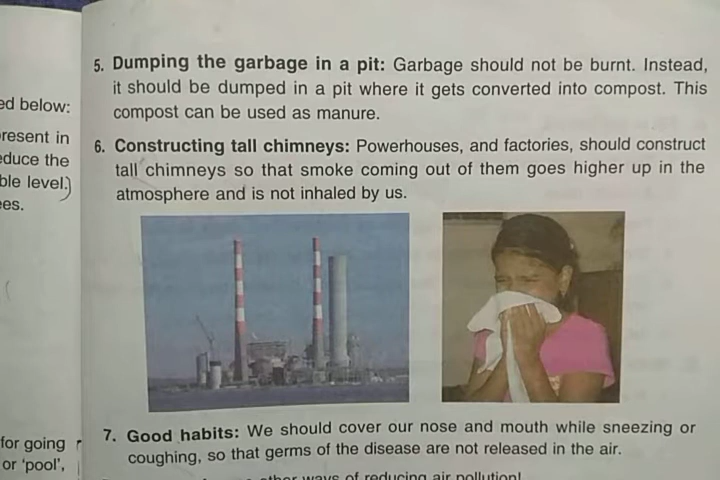 ed below:
resent in
educe the
ble level.)
es.
for going
or 'pool',
5. Dumping the garbage in a pit: Garbage should not be burnt. Instead,
it should be dumped in a pit where it gets converted into compost. This
compost can be used as manure.
6. Constructing tall chimneys: Powerhouses, and factories, should construct
tall chimneys so that smoke coming out of them goes higher up in the
atmosphere and is not inhaled by us.
7. Good habits: We should cover our nose and mouth while sneezing or
coughing, so that germs of the disease are not released in the air.
other ways of reducing air pollution!